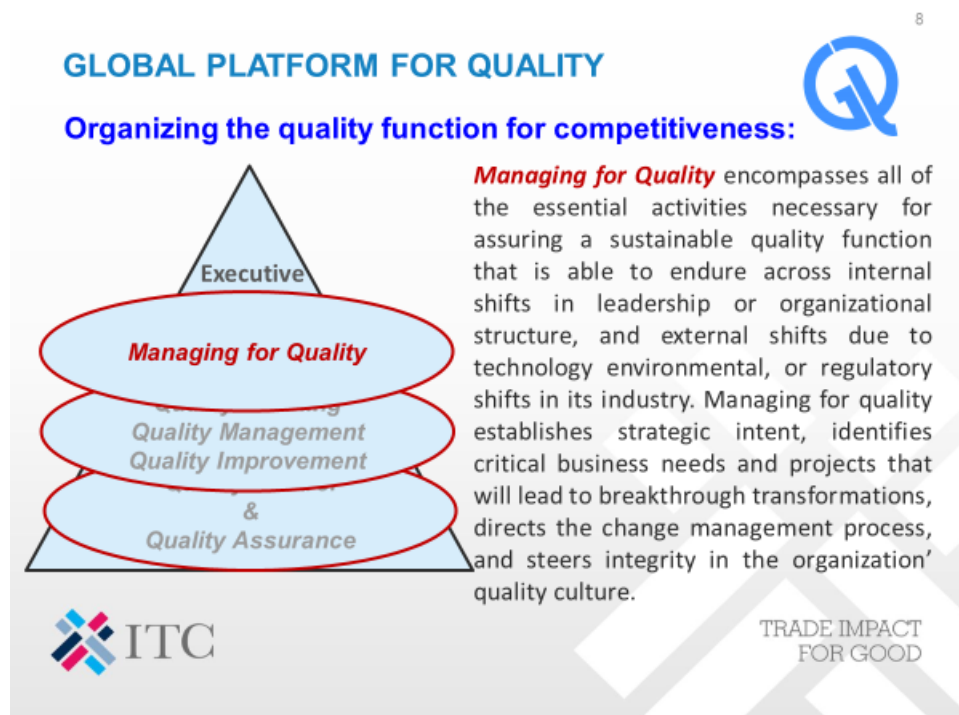 8
GLOBAL PLATFORM FOR QUALITY
Organizing the quality function for competitiveness:
Executive
Managing for Quality
Quality Management
Quality Improvement
&
Quality Assurance
Managing for Quality encompasses all of
the essential activities necessary for
assuring a sustainable quality function
that is able to endure across internal
shifts in leadership or organizational
structure, and external shifts due to
technology environmental, or regulatory
shifts in its industry. Managing for quality
establishes strategic intent, identifies
critical business needs and projects that
will lead to breakthrough transformations,
directs the change management process,
and steers integrity in the organization’
quality culture.
ITC
TRADE IMPACT
FOR GOOD